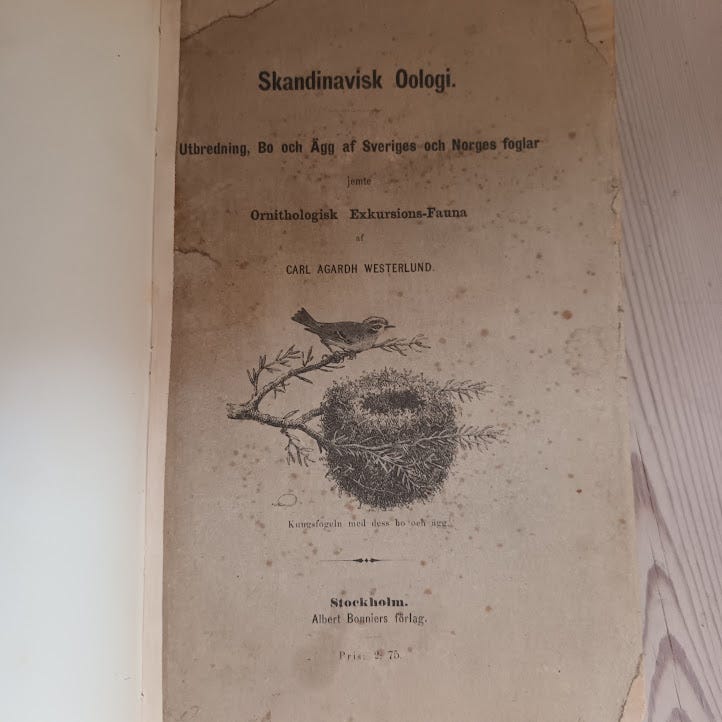 Skandinavisk Oologi.
Utbredning, Bo och Ägg af Sveriges och Norges foglar
jemte
Ornithologisk Exkursions-Fauna
af
CARL AGARDH WESTERLUND.
Kungsfogeln med dess bo och ägg.
Stockholm.
Albert Bonniers förlag.
Pris: 2: 75.